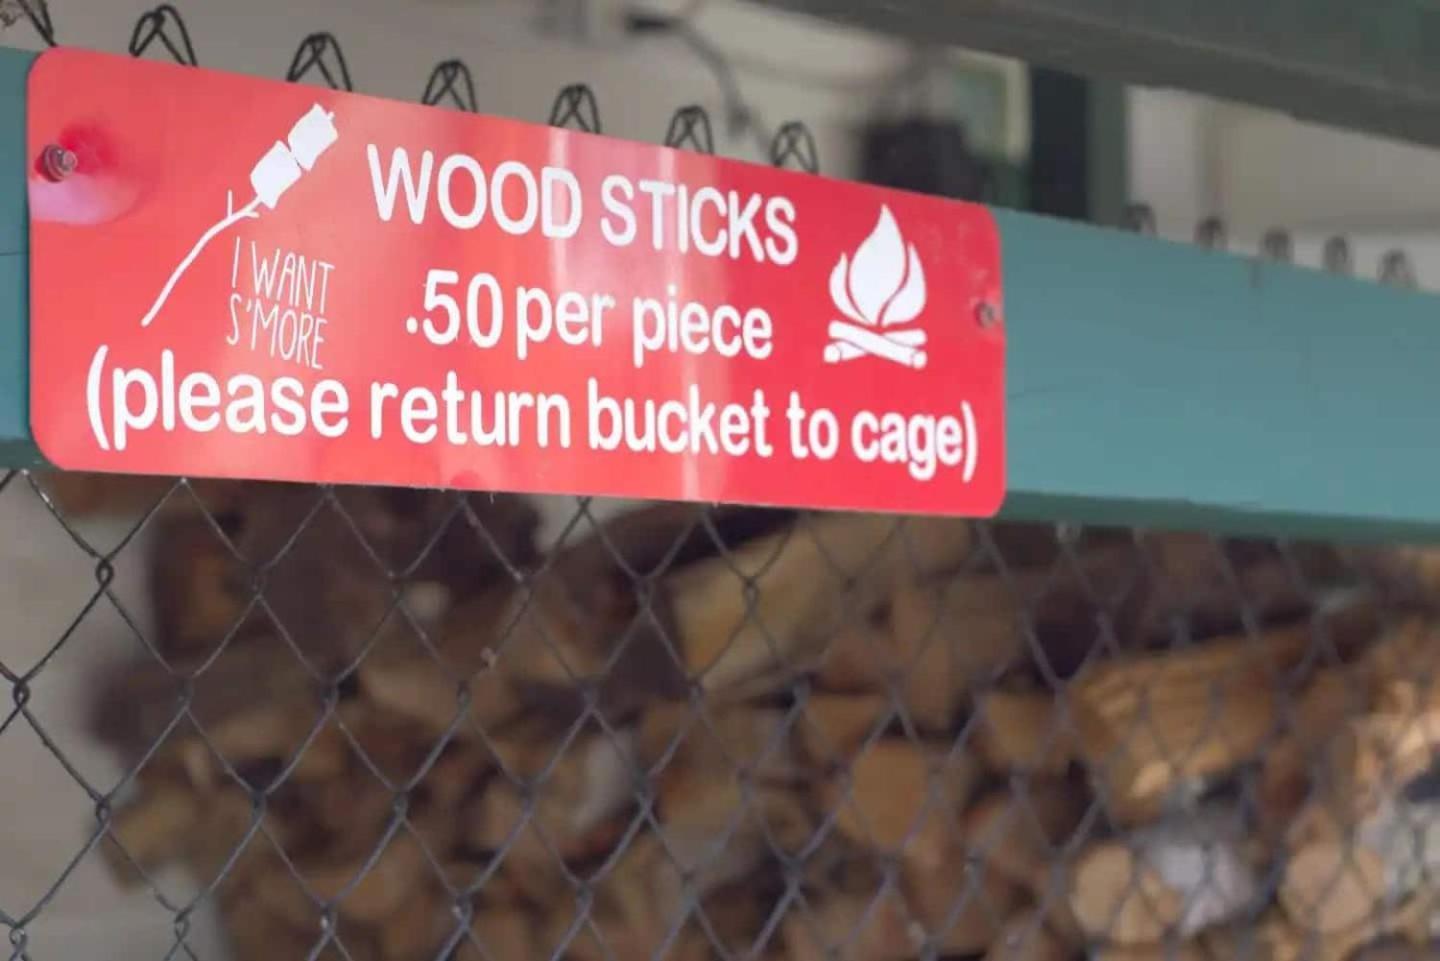 WOOD STICKS
I WANT
S'MORE
.50 per piece
(please return bucket to cage)